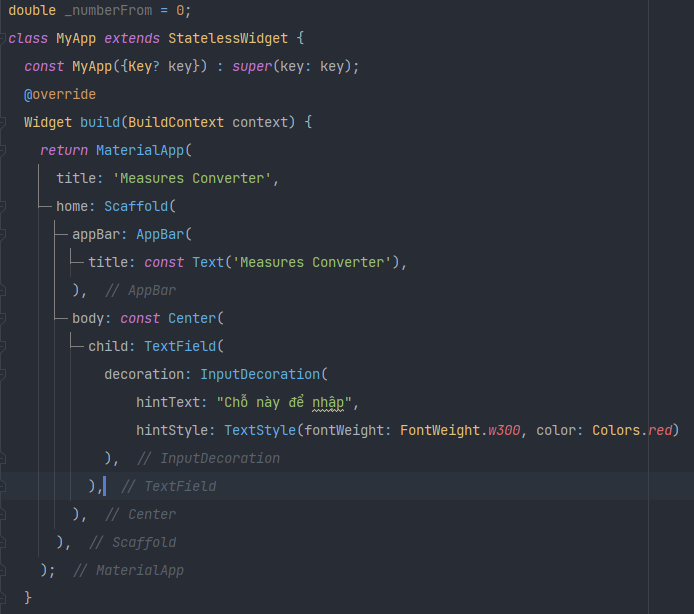 double _numberFrom = 0;
class MyApp extends StatelessWidget {
const MyApp({Key? key}) : super(key: key);
@override
Widget build(BuildContext context) {
return MaterialApp(
title: 'Measures Converter',
home: Scaffold(
appBar: AppBar(
title: const Text('Measures Converter'),
), // AppBar
body: const Center(
child: TextField(
decoration: InputDecoration(
hintText: "Chỗ này để nhập",
hintStyle: TextStyle(fontWeight: FontWeight.w300, color: Colors.red)
), // InputDecoration
), // TextField
), // Center
), // Scaffold
); // MaterialApp
}